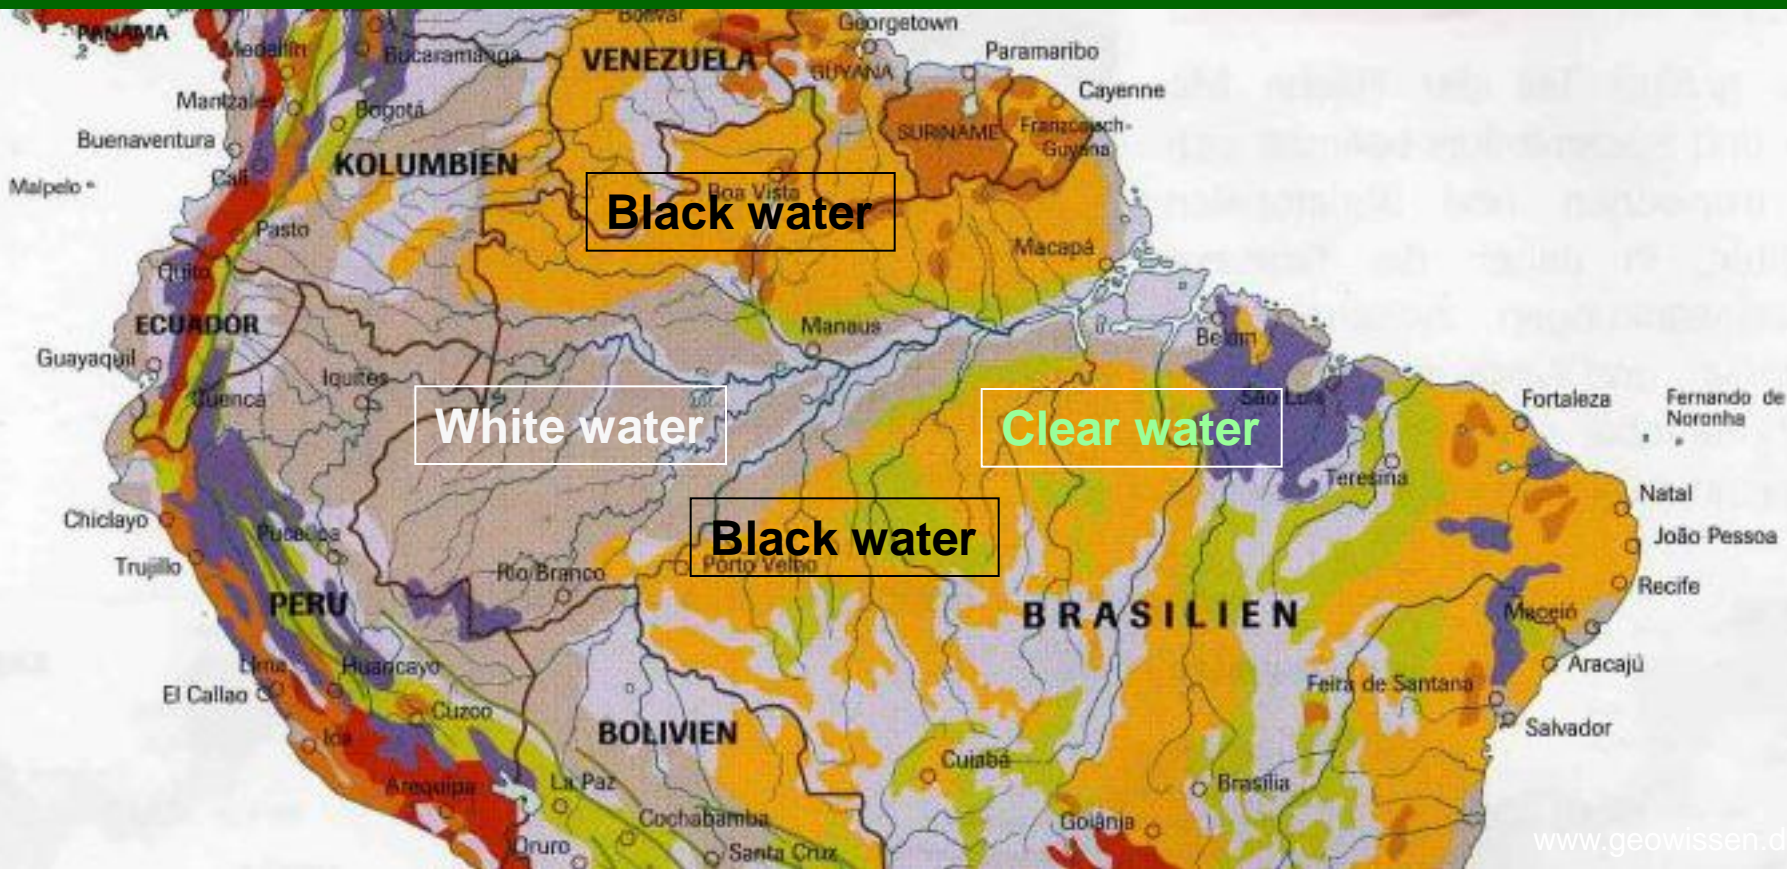 PANAMA
2
Medellín
Bucaramanga
Bolívar
VENEZUELA
Georgetown
GUYANA
Paramaribo
Cayenne
SURINAME
Französisch-
Guyana
Manizales
Bogotá
Buenaventura
KOLUMBIEN
Malpelo
Cali
Boa Vista
Black water
Pasto
Macapá
Quito
ECUADOR
Manaus
Belém
Guayaquil
Iquitos
Cuenca
São Luís
Fortaleza
Fernando de
Noronha
White water
Clear water
Teresina
Natal
Chiclayo
Pucallpa
Black water
João Pessoa
Trujillo
Rio Branco
Porto Velho
Recife
PERU
BRASILIEN
Maceió
Lima
Huancayo
Aracajú
El Callao
Feira de Santana
Cuzco
Salvador
Ica
BOLIVIEN
Cuiabá
Arequipa
La Paz
Brasília
Cochabamba
Goiânja
Oruro
Santa Cruz
www.geowissen.d